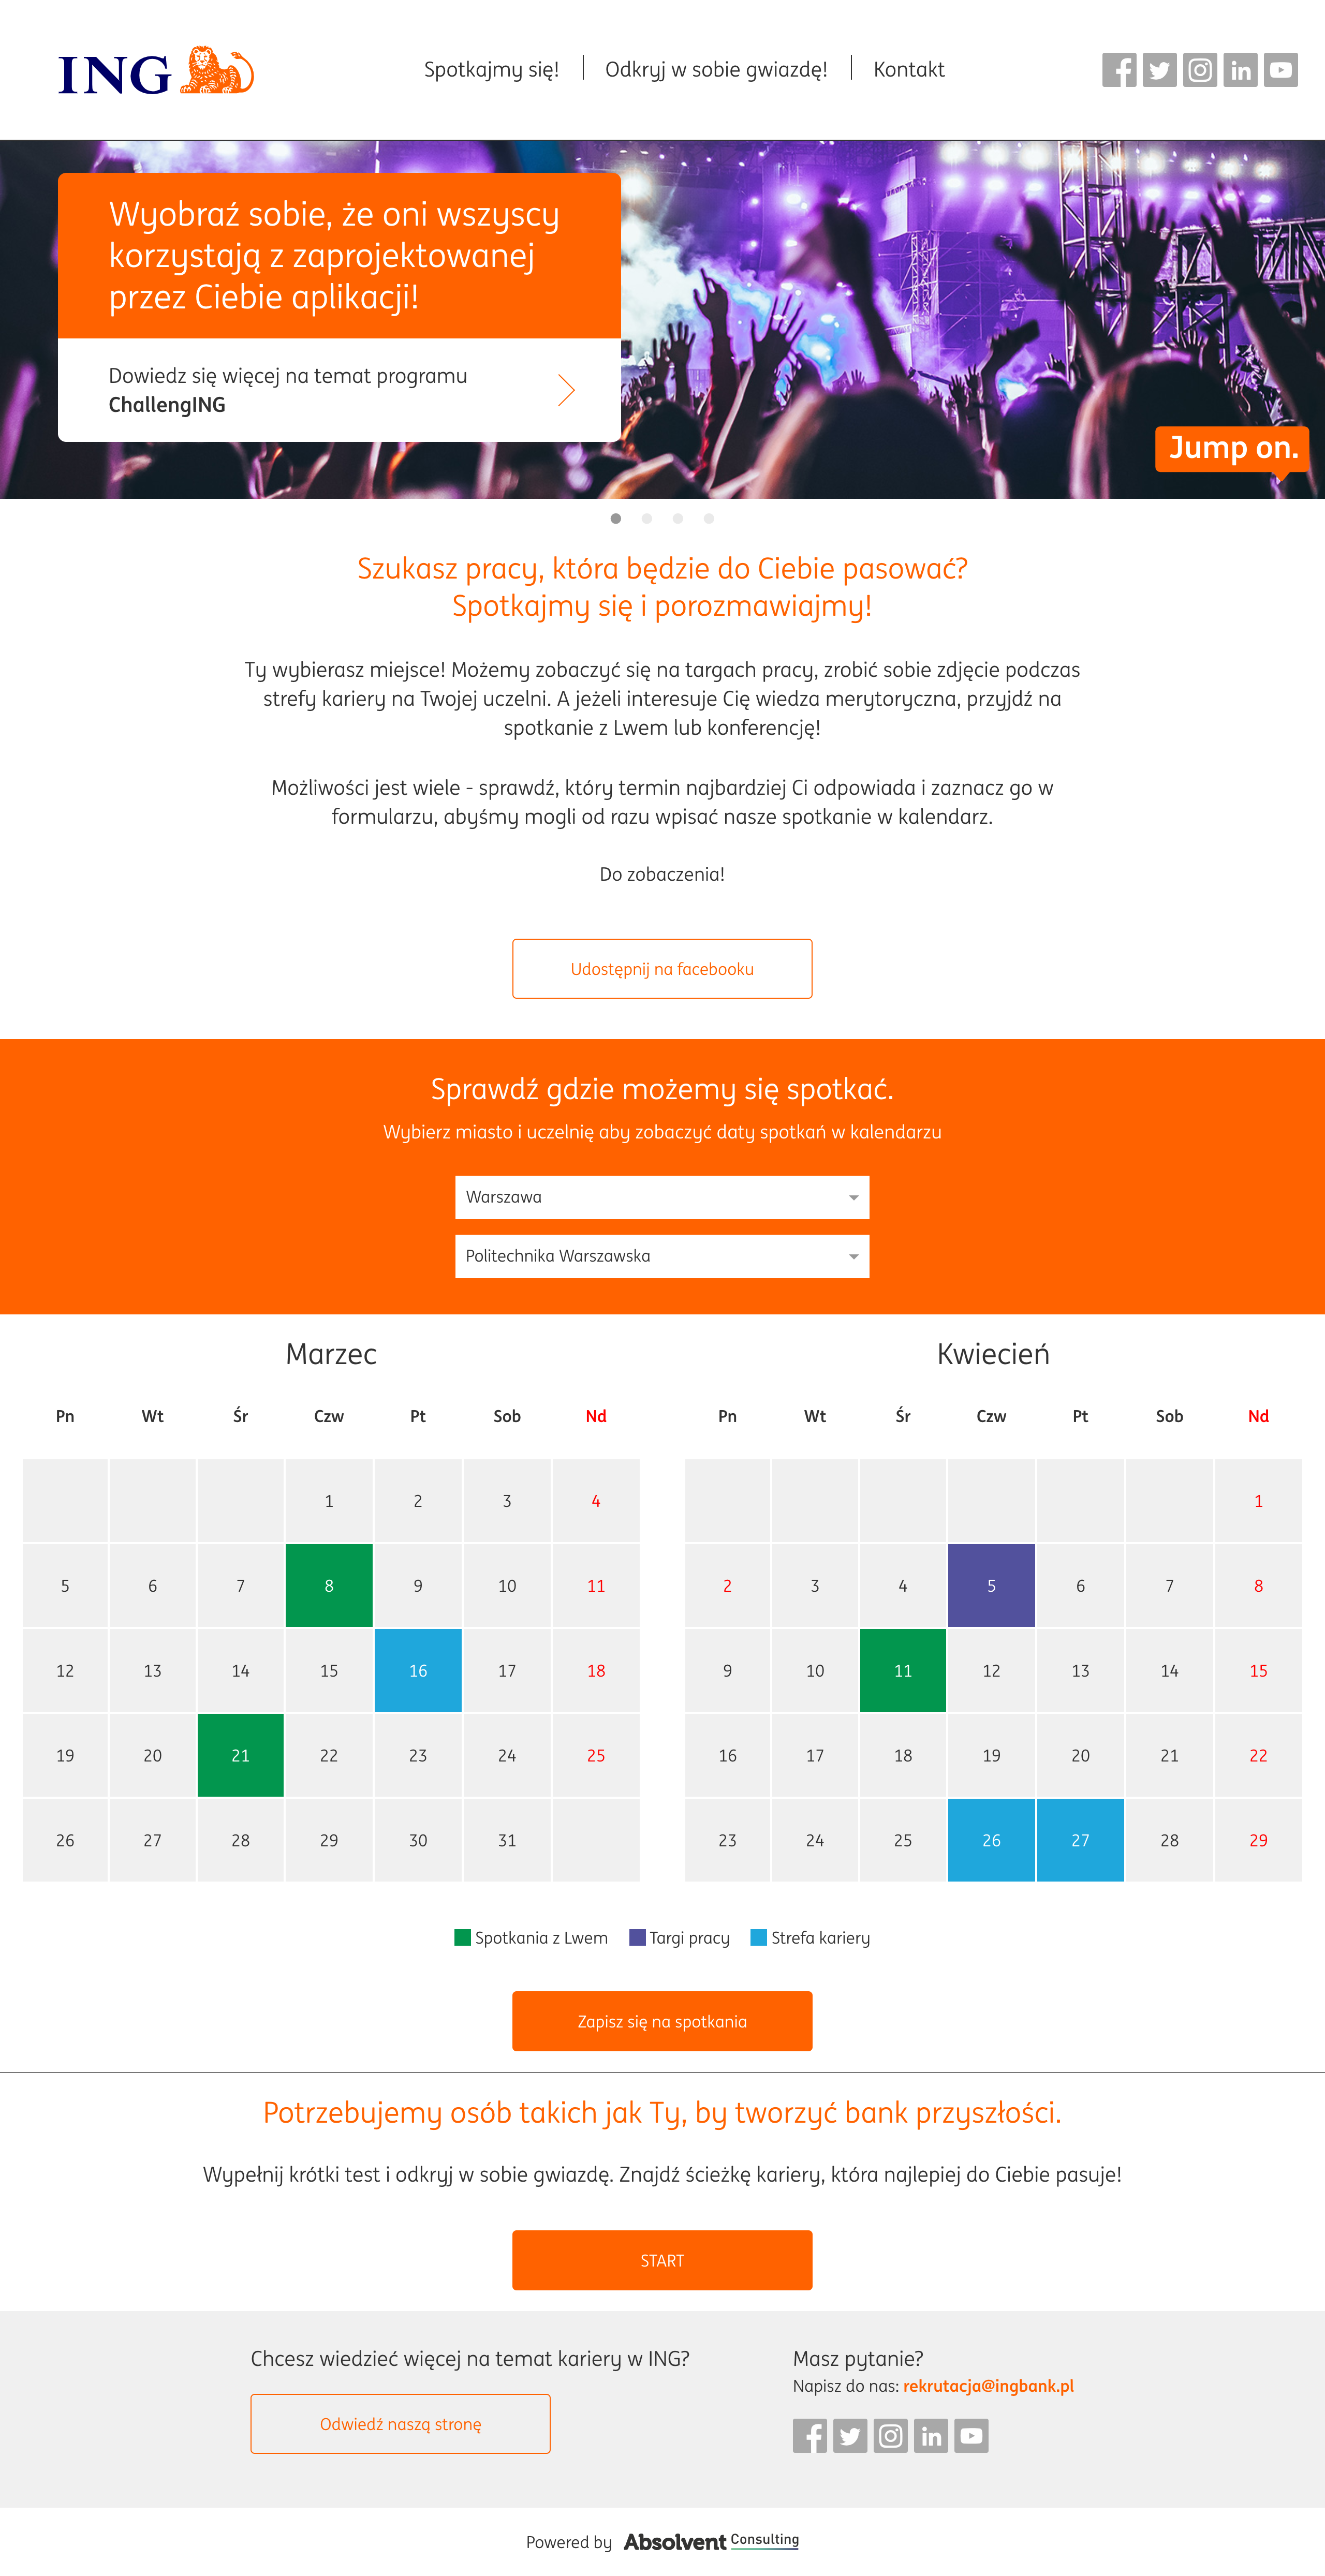 ING
Spotkajmy się! Odkryj w sobie gwiazdę! Kontakt
Wyobraź sobie, że oni wszyscy
korzystają z zaprojektowanej
przez Ciebie aplikacji!
Dowiedz się więcej na temat programu
ChallengING
Jump on.
Szukasz pracy, która będzie do Ciebie pasować?
Spotkajmy się i porozmawiajmy!
Ty wybierasz miejsce! Możemy zobaczyć się na targach pracy, zrobić sobie zdjęcie podczas
strefy kariery na Twojej uczelni. A jeżeli interesuje Cię wiedza merytoryczna, przyjdź na
spotkanie z Lwem lub konferencję!
Możliwości jest wiele - sprawdź, który termin najbardziej Ci odpowiada i zaznacz go w
formularzu, abyśmy mogli od razu wpisać nasze spotkanie w kalendarz.
Do zobaczenia!
Udostępnij na facebooku
Sprawdź gdzie możemy się spotkać.
Wybierz miasto i uczelnię aby zobaczyć daty spotkań w kalendarzu
Warszawa
Politechnika Warszawska
Marzec
Pn Wt Śr Czw Pt Sob Nd
1 2 3 4
5 6 7 8 9 10 11
12 13 14 15 16 17 18
19 20 21 22 23 24 25
26 27 28 29 30 31
Kwiecień
Pn Wt Śr Czw Pt Sob Nd
1
2 3 4 5 6 7 8
9 10 11 12 13 14 15
16 17 18 19 20 21 22
23 24 25 26 27 28 29
Spotkania z Lwem Targi pracy Strefa kariery
Zapisz się na spotkania
Potrzebujemy osób takich jak Ty, by tworzyć bank przyszłości.
Wypełnij krótki test i odkryj w sobie gwiazdę. Znajdź ścieżkę kariery, która najlepiej do Ciebie pasuje!
START
Chcesz wiedzieć więcej na temat kariery w ING?
Odwiedź naszą stronę
Masz pytanie?
Napisz do nas: rekrutacja@ingbank.pl
Powered by Absolvent Consulting